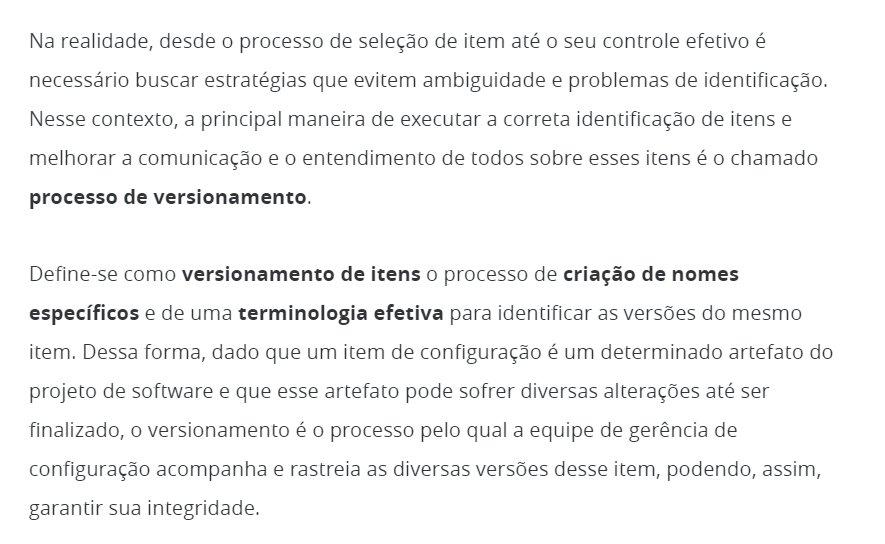 Na realidade, desde o processo de seleção de item até o seu controle efetivo é
necessário buscar estratégias que evitem ambiguidade e problemas de identificação.
Nesse contexto, a principal maneira de executar a correta identificação de itens e
melhorar a comunicação e o entendimento de todos sobre esses itens é o chamado
processo de versionamento.
Define-se como versionamento de itens o processo de criação de nomes
específicos e de uma terminologia efetiva para identificar as versões do mesmo
item. Dessa forma, dado que um item de configuração é um determinado artefato do
projeto de software e que esse artefato pode sofrer diversas alterações até ser
finalizado, o versionamento é o processo pelo qual a equipe de gerência de
configuração acompanha e rastreia as diversas versões desse item, podendo, assim,
garantir sua integridade.